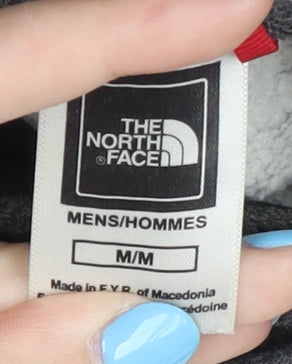 THE
NORTH
®FACE
MENS/HOMMES
M/M
Made in F.Y.R. of Macedonia